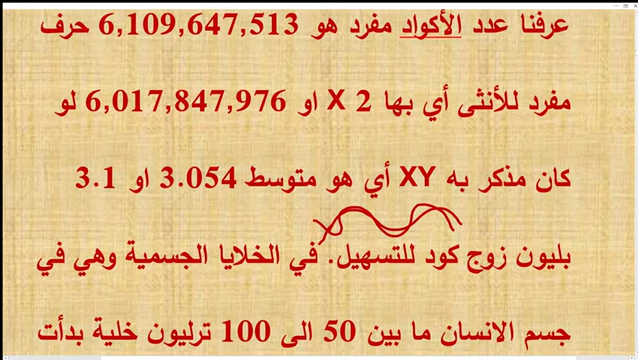 عرفنا عدد الأكواد مفرد هو 6,109,647,513 حرف
مفرد للأنثى أي بها 2 X او 6,017,847,976 لو
كان مذكر به XY أي هو متوسط 3.054 او 3.1
بليون زوج كود للتسهيل. في الخلايا الجسمية وهي في
جسم الانسان ما بين 50 الى 100 ترليون خلية بدأت